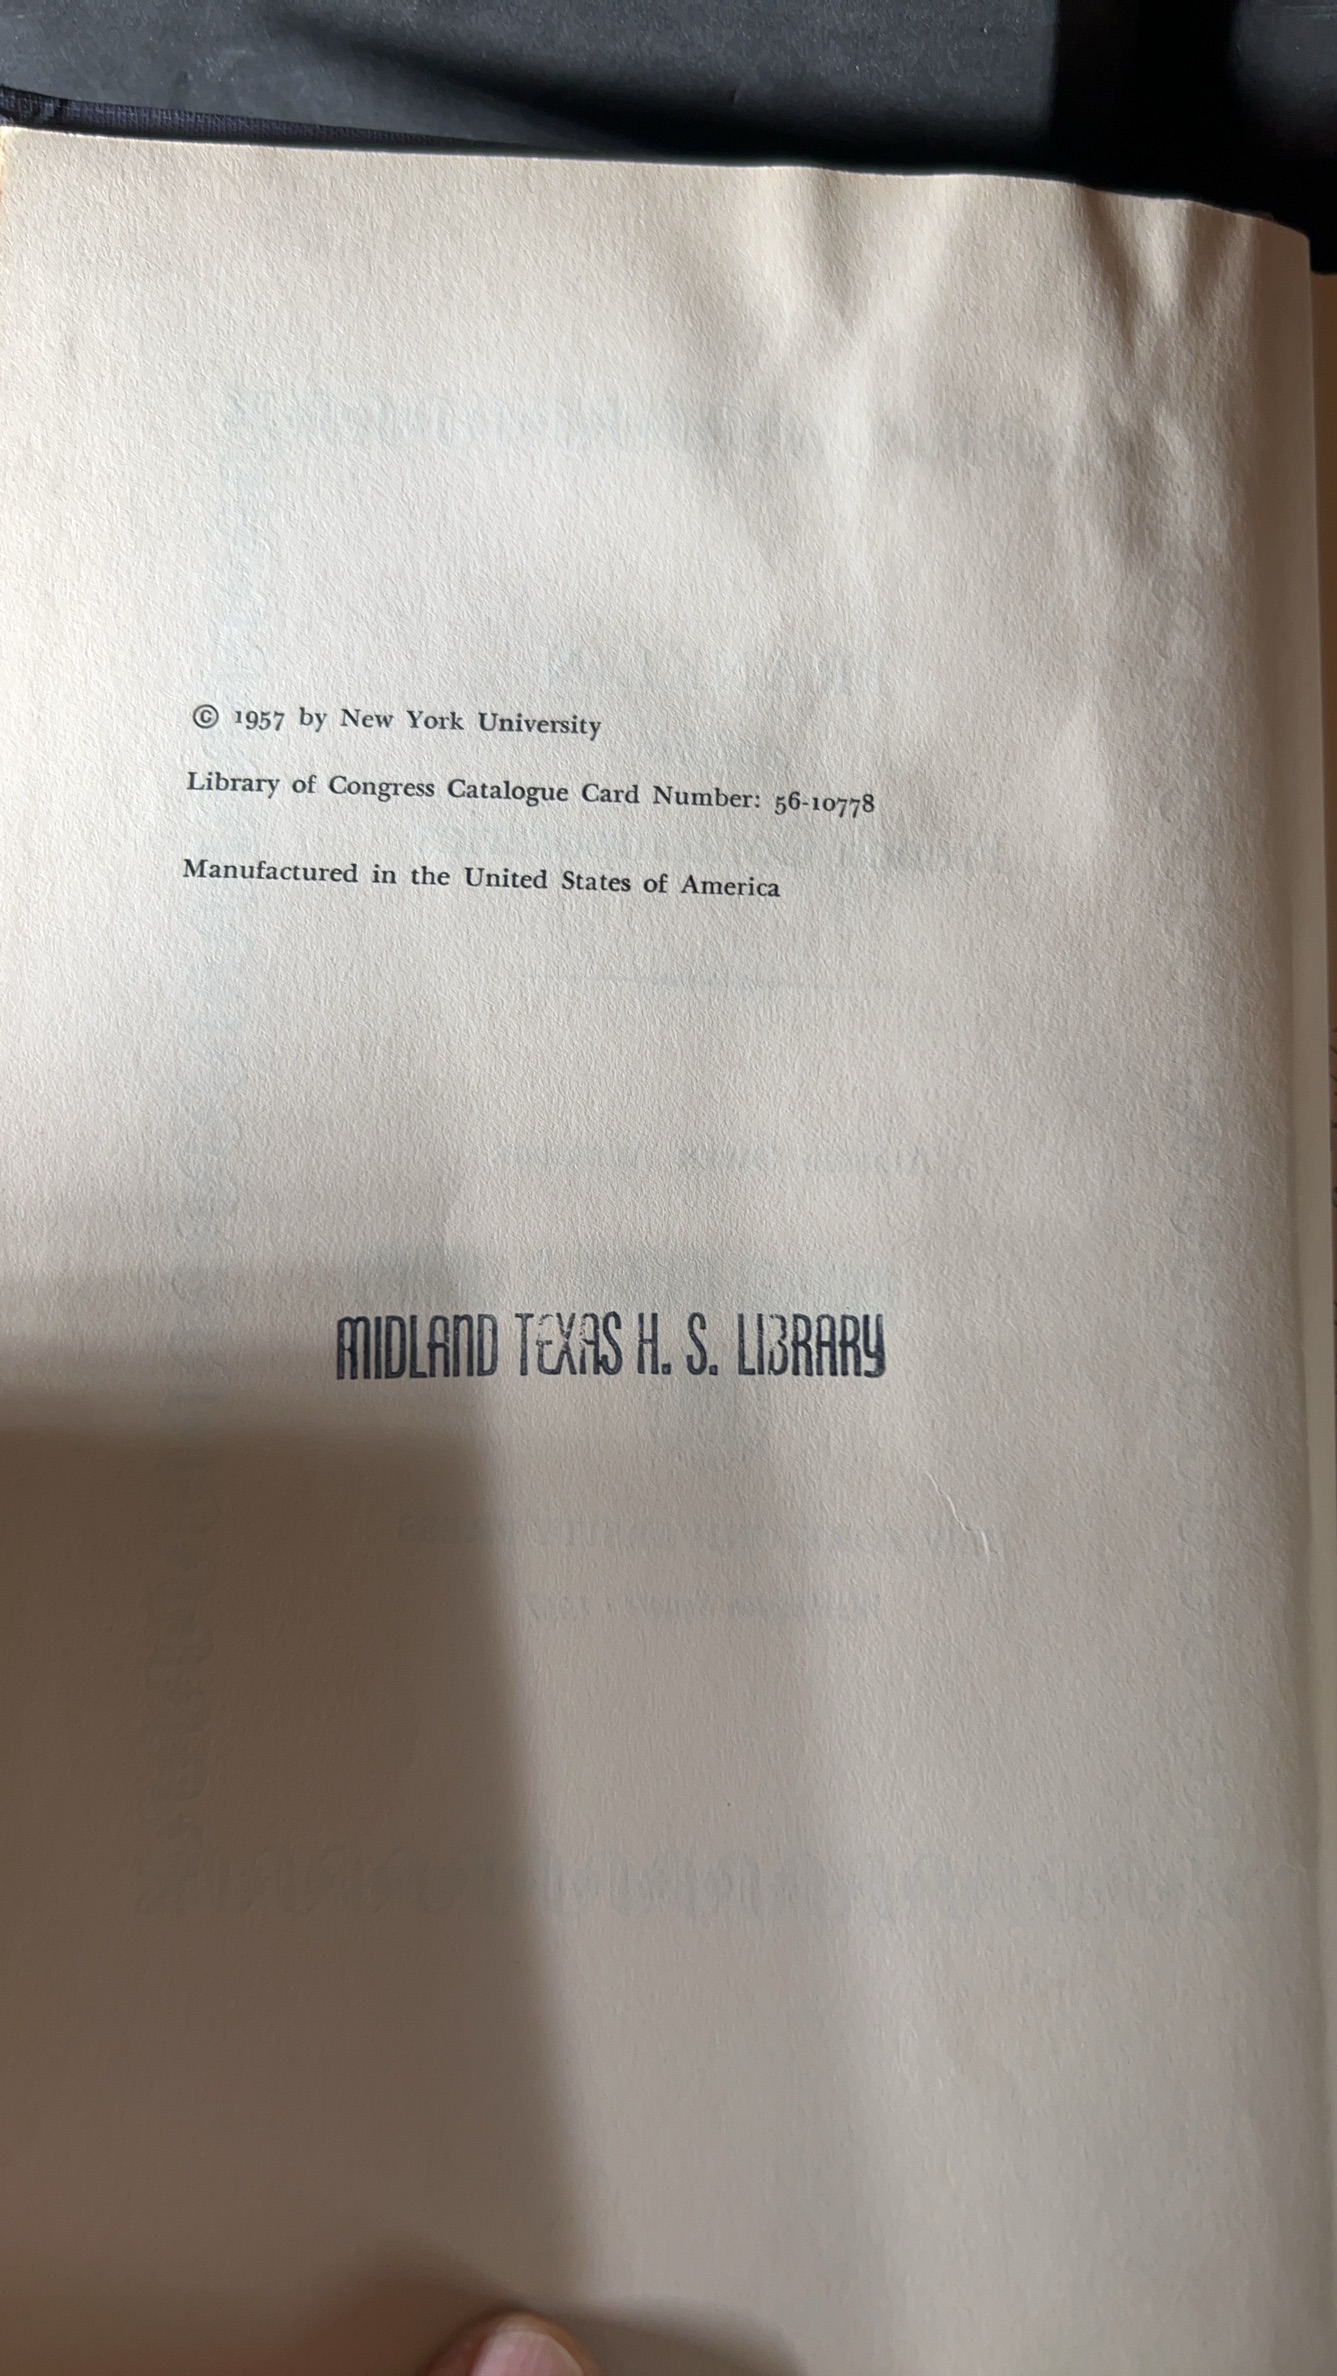 © 1957 by New York University
Library of Congress Catalogue Card Number: 56-10778
Manufactured in the United States of America
MIDLAND TEXAS H. S. LIBRARY